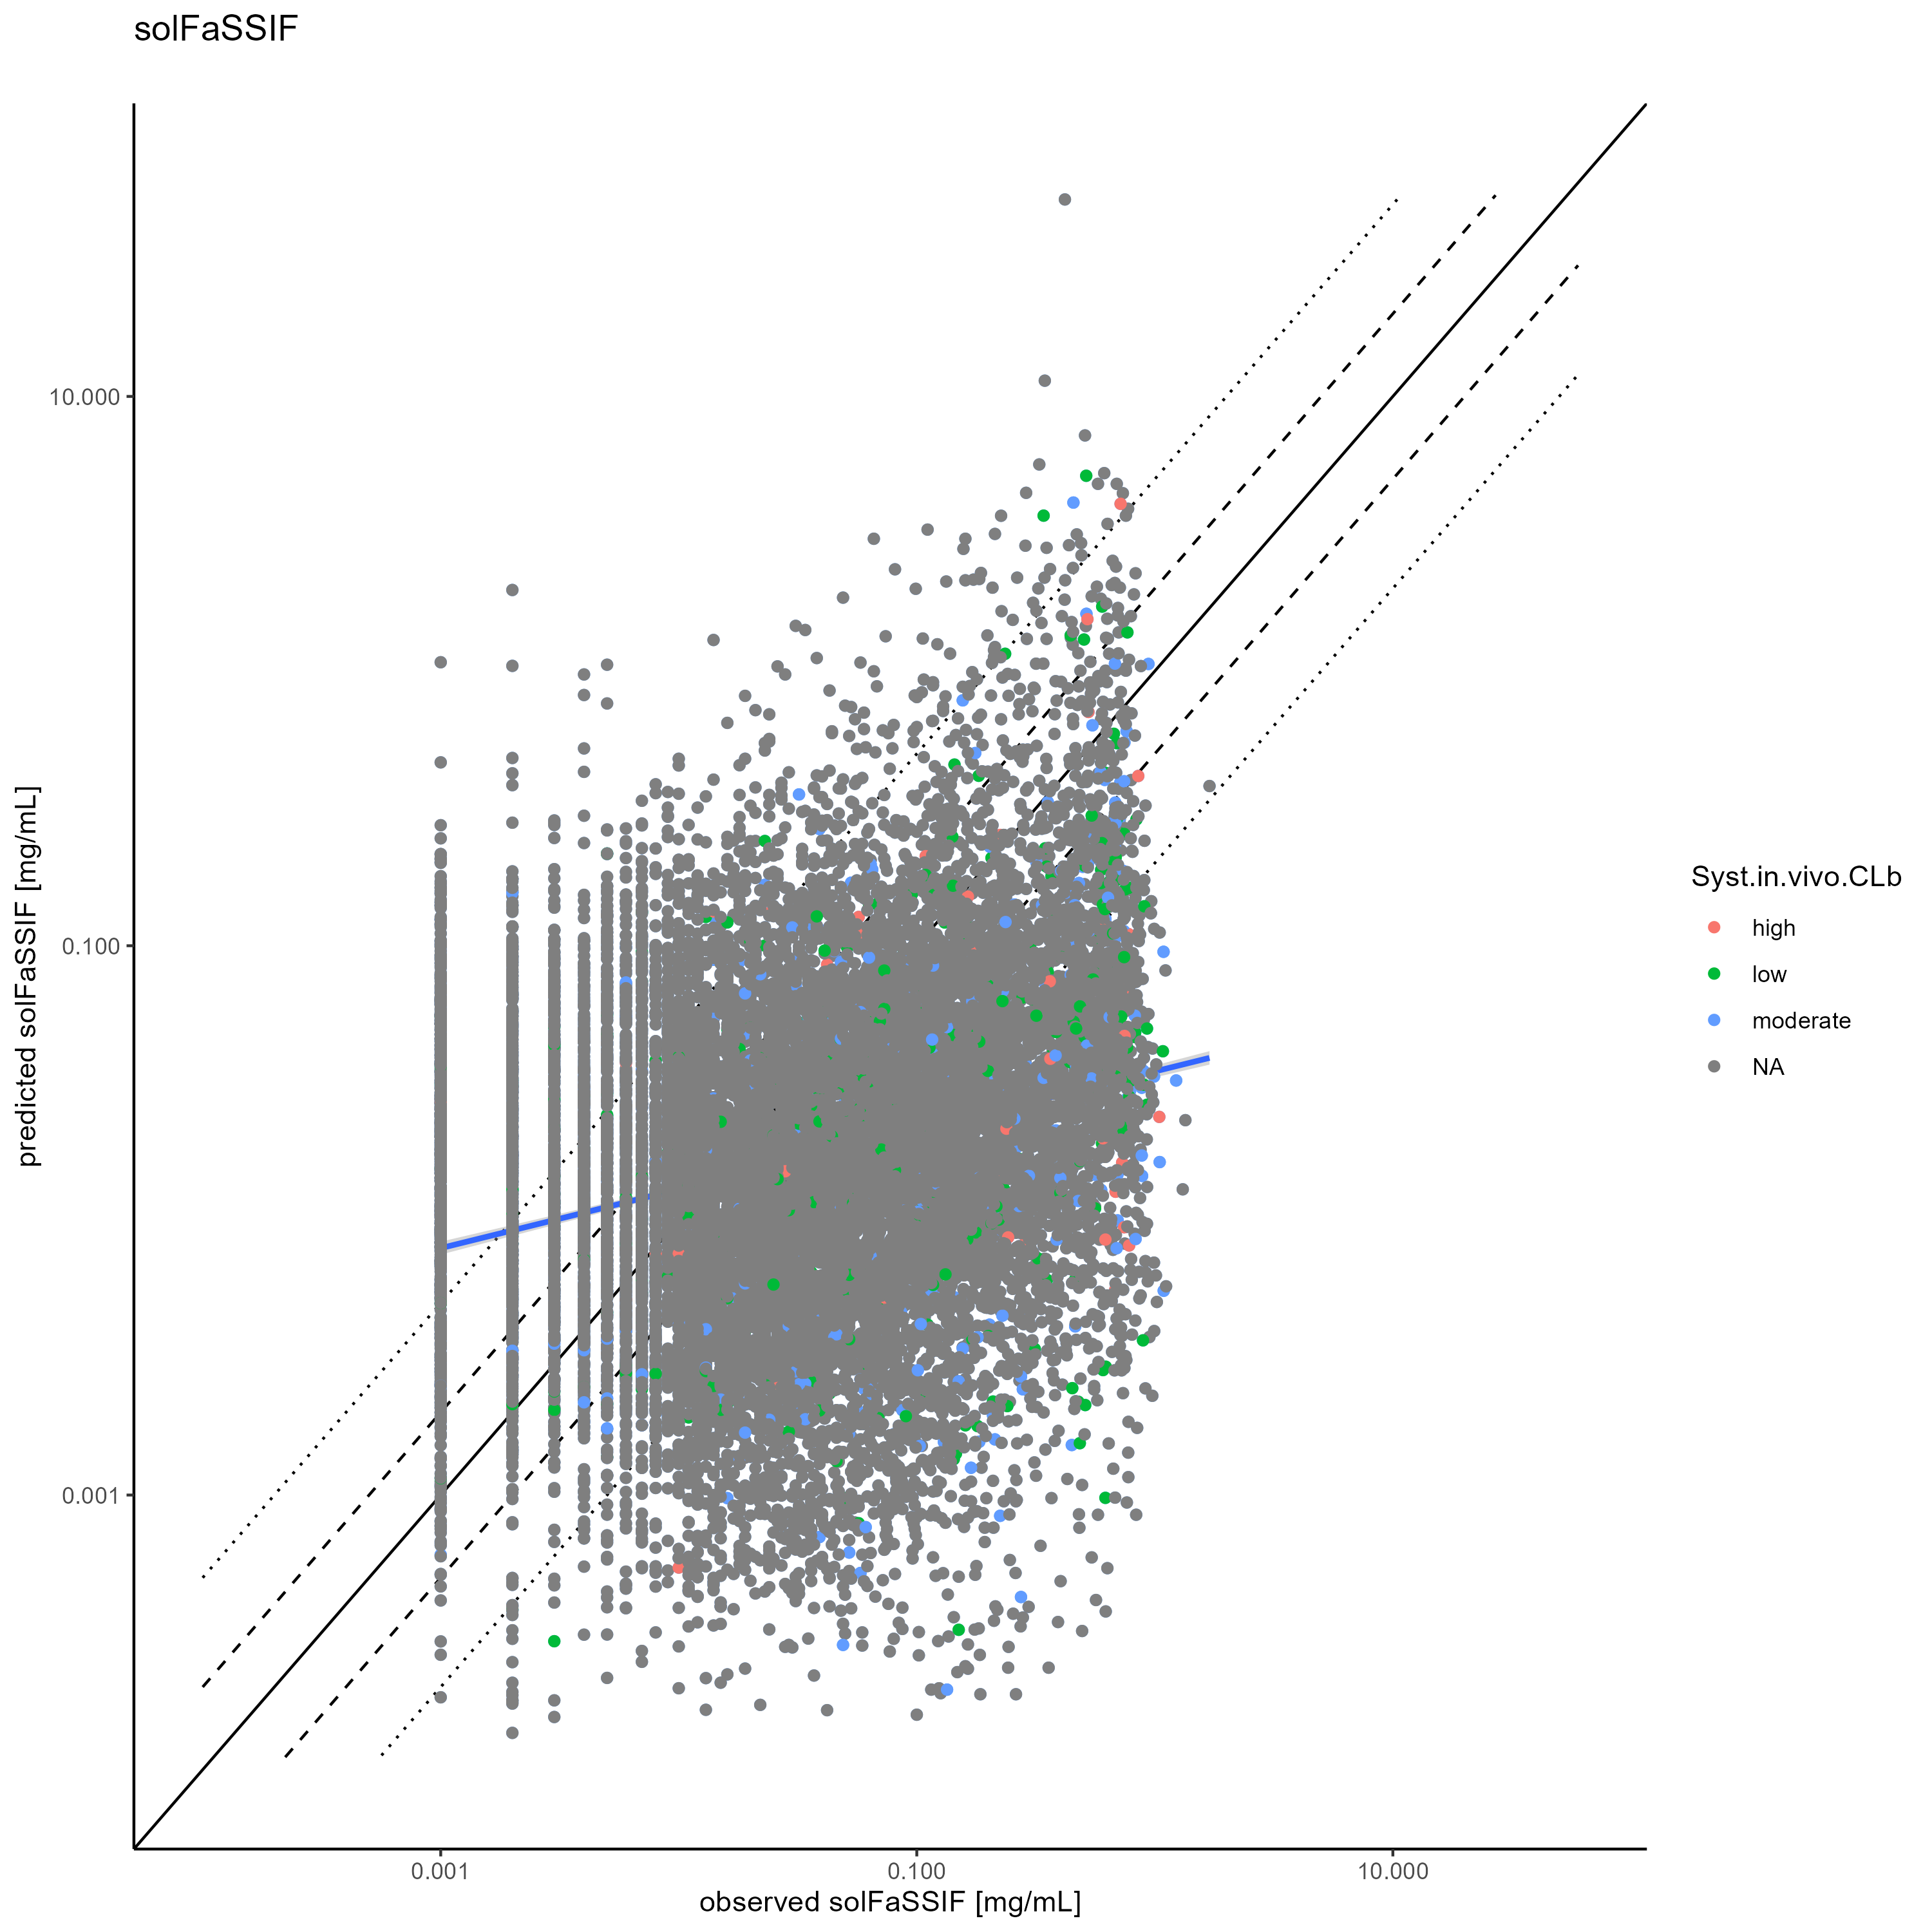 solFaSSIF
10.000
0.100
0.001
predicted solFaSSIF [mg/mL]
0.001
0.100
10.000
observed solFaSSIF [mg/mL]
Syst.in.vivo.CLb
high
low
moderate
NA